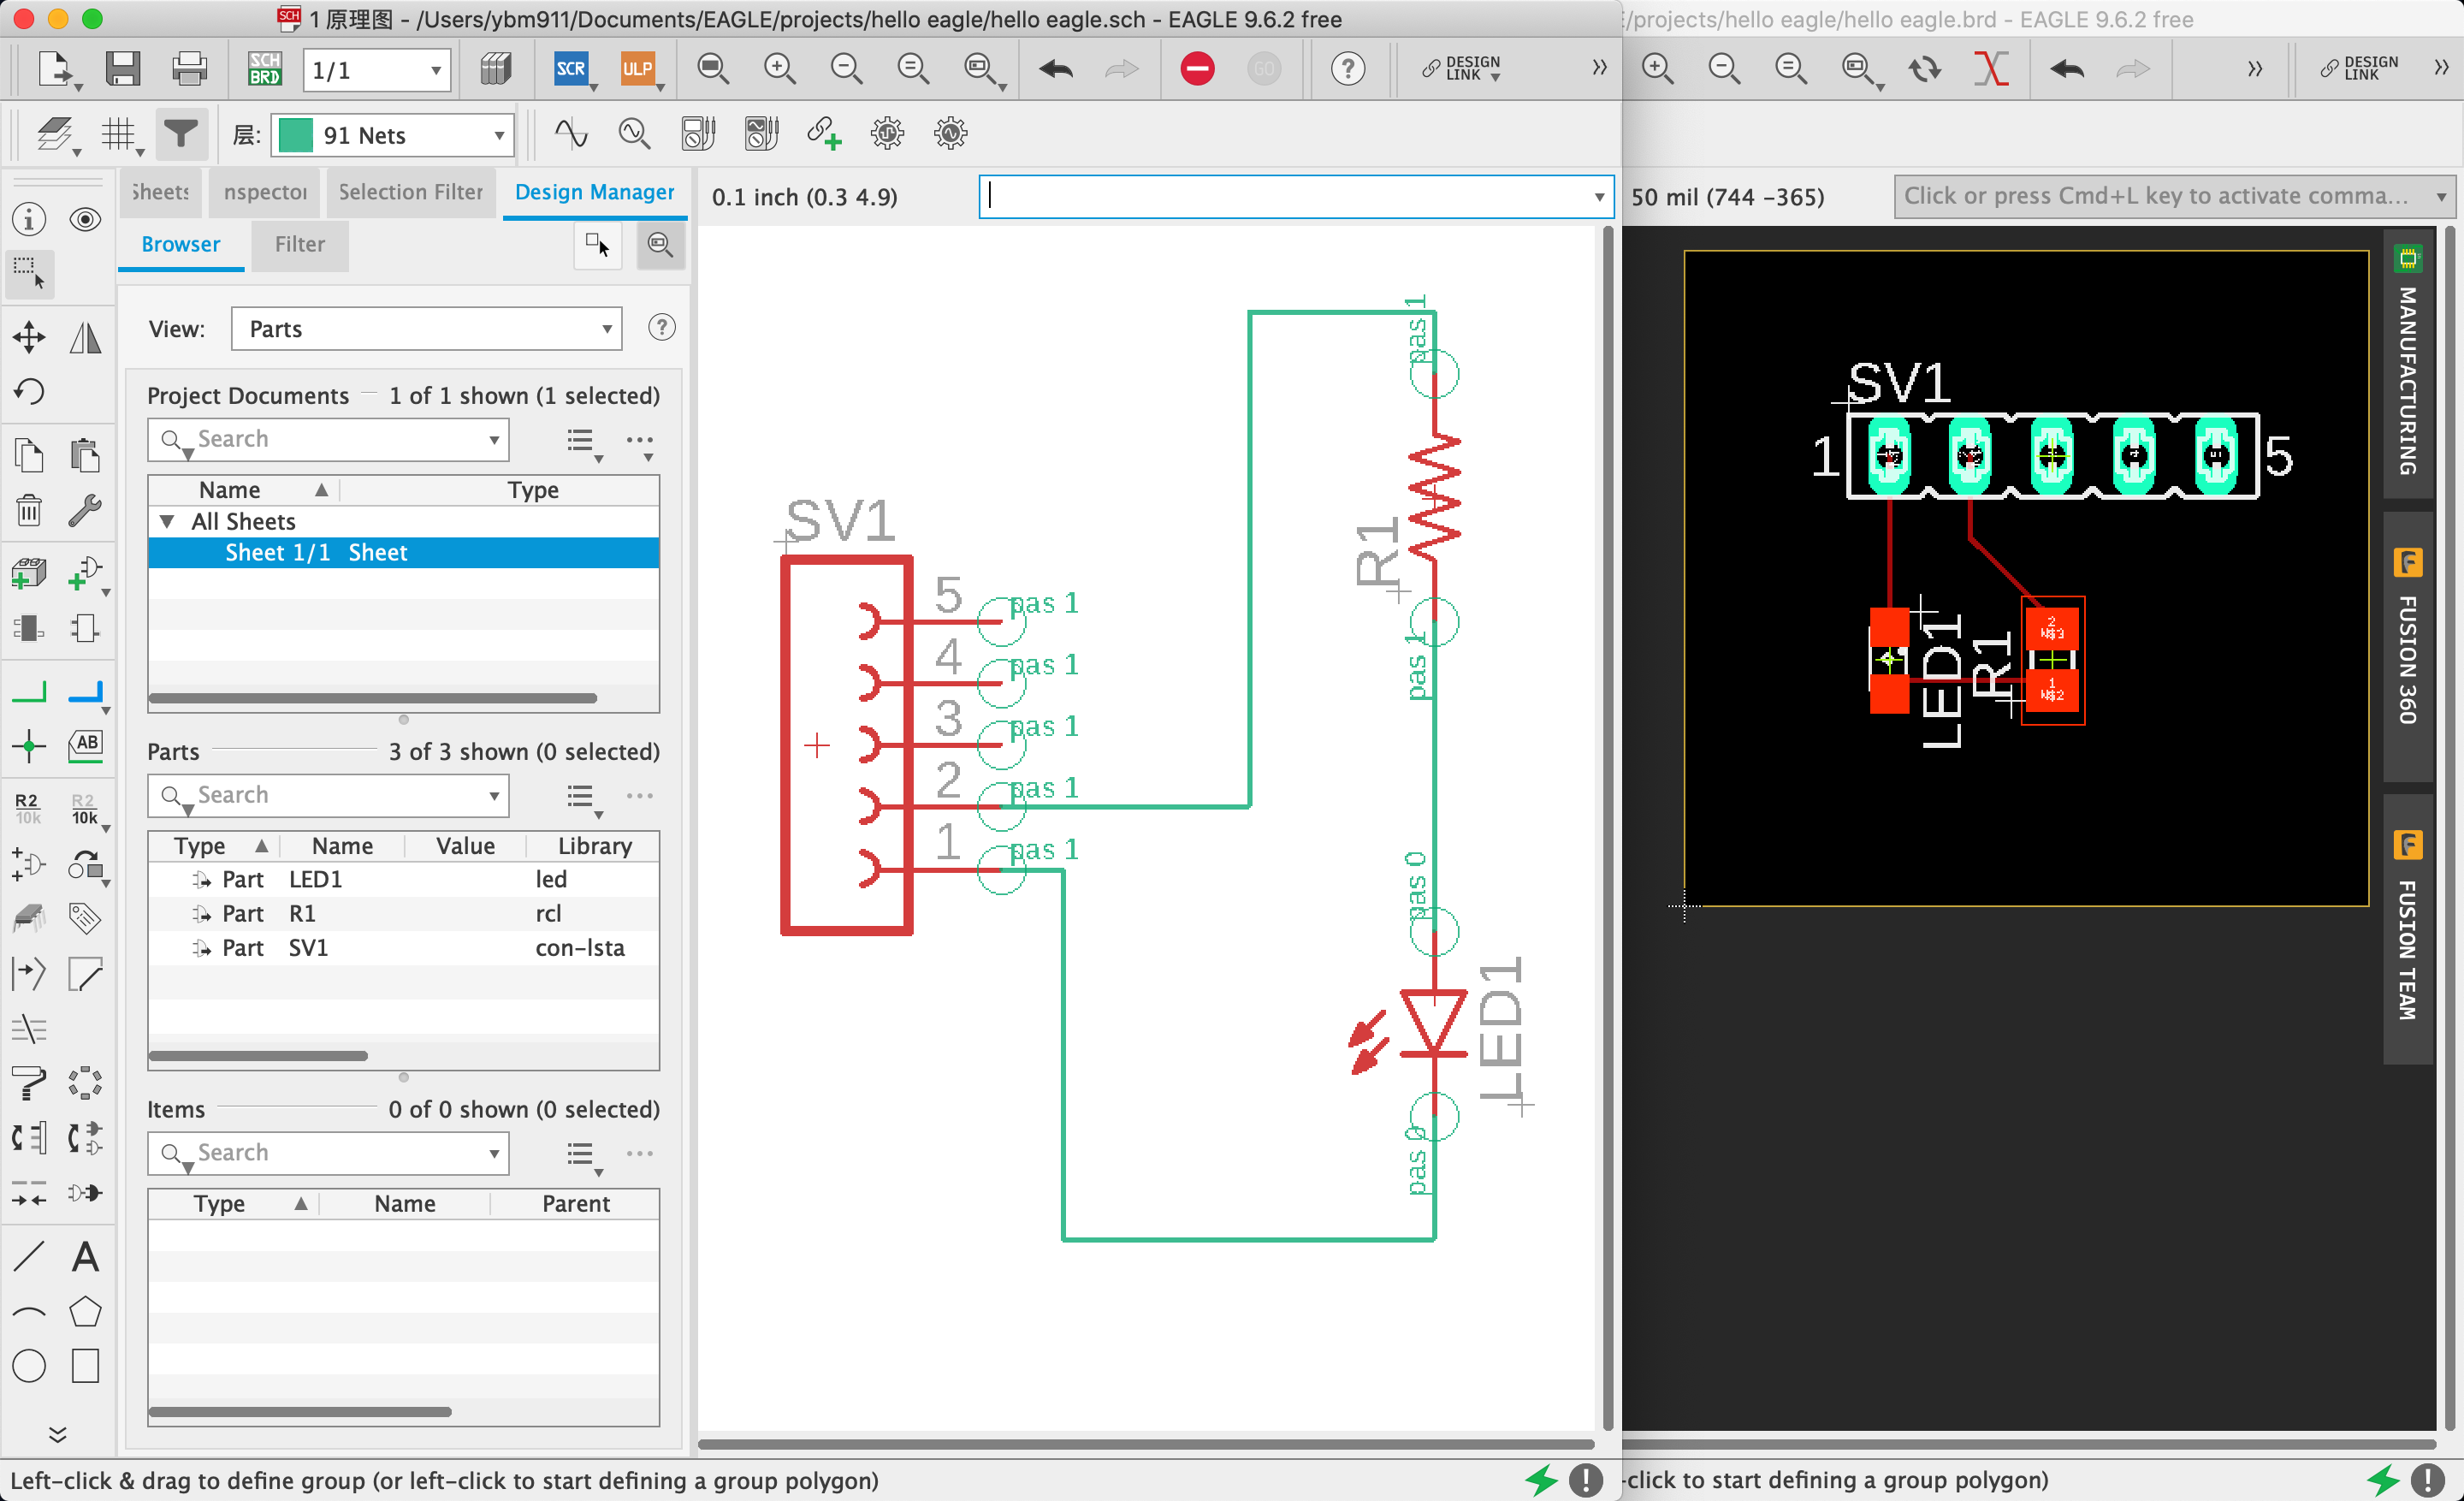 1 原理图 - /Users/ybm911/Documents/EAGLE/projects/hello eagle/hello eagle.sch - EAGLE 9.6.2 free
/projects/hello eagle/hello eagle.brd - EAGLE 9.6.2 free
SCH
SCH
BRD
1/1
SCR
ULP
GO
DESIGN
LINK
DESIGN
LINK
层:
91 Nets
Sheets
nspector
Selection Filter
Design Manager
0.1 inch (0.3 4.9)
50 mil (744 -365)
Click or press Cmd+L key to activate comma...
Browser
Filter
View:
Parts
Project Documents
1 of 1 shown (1 selected)
Search
Name
Type
All Sheets
Sheet 1/1 Sheet
Parts
3 of 3 shown (0 selected)
Search
Type
Name
Value
Library
Part LED1 led
Part R1 rcl
Part SV1 con-lsta
Items
0 of 0 shown (0 selected)
Search
Type
Name
Parent
AB
R2
10k
R2
10k
A
SV1
5
pas 1
4
pas 1
3
pas 1
2
pas 1
1
pas 1
pas 1
R1
pas 1
pas 0
LED1
pas 0
SV1
1
5
LED1
R1
2
N$3
1
N$2
MANUFACTURING
FUSION 360
FUSION TEAM
Left-click & drag to define group (or left-click to start defining a group polygon)
-click to start defining a group polygon)